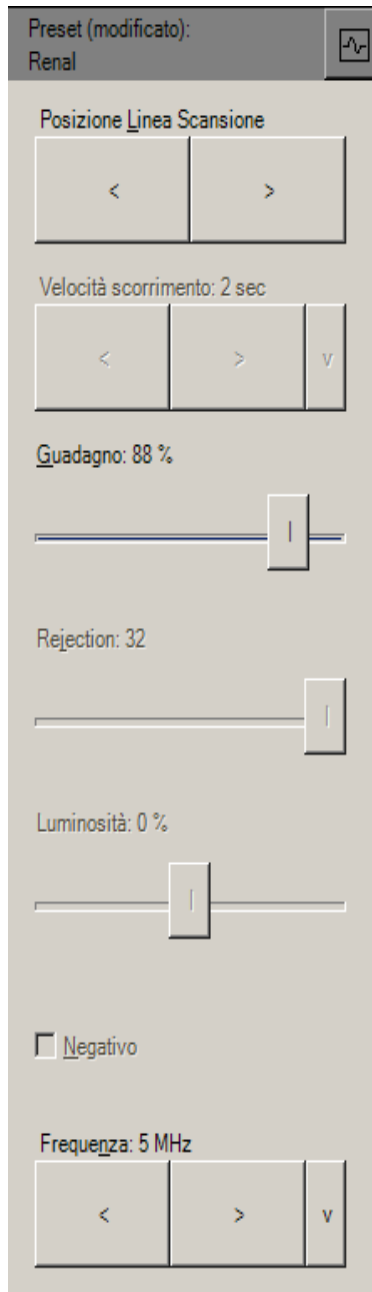 Preset (modificato):
Renal
Posizione Linea Scansione
< >
Velocità scorrimento: 2 sec
< > v
Guadagno: 88 %
Rejection: 32
Luminosità: 0 %
Negativo
Frequenza: 5 MHz
< > v